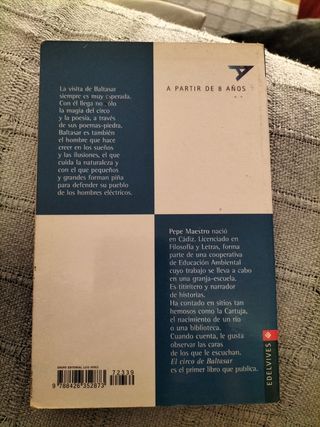 La visita de Baltasar
siempre es muy esperada.
Con él llega no sólo
la magia del circo
y la poesía, a través
de sus poemas-piedra.
Baltasar es también
el hombre que hace
creer en los sueños
y las ilusiones, el que
cuida la naturaleza y
con el que pequeños
y grandes forman piña
para defender su pueblo
de los hombres eléctricos.
A PARTIR DE 8 AÑOS
Pepe Maestro nació
en Cádiz. Licenciado en
Filosofía y Letras, forma
parte de una cooperativa
de Educación Ambiental
cuyo trabajo se lleva a cabo
en una granja-escuela.
Es titiritero y narrador
de historias.
Ha contado en sitios tan
hermosos como la Cartuja,
el nacimiento de un río
o una biblioteca.
Cuando cuenta, le gusta
observar las caras
de los que le escuchan.
El circo de Baltasar
es el primer libro que publica.
EDELVIVES
GRUPO EDITORIAL LUIS VIVES
72339
9 788426 352873